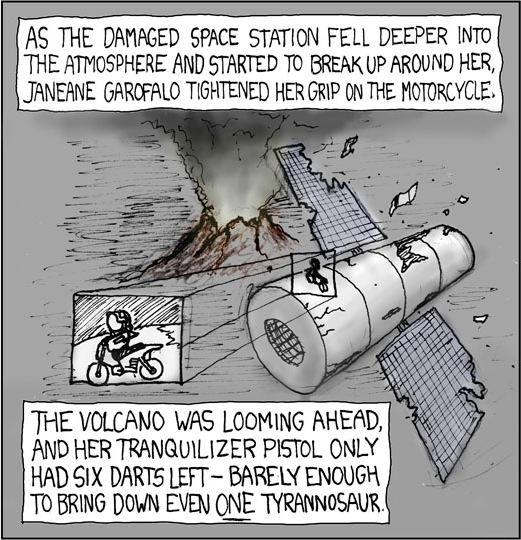 AS THE DAMAGED SPACE STATION FELL DEEPER INTO
THE ATMOSPHERE AND STARTED TO BREAK UP AROUND HER,
JANEANE GAROFALO TIGHTENED HER GRIP ON THE MOTORCYCLE.
THE VOLCANO WAS LOOMING AHEAD,
AND HER TRANQUILIZER PISTOL ONLY
HAD SIX DARTS LEFT– BARELY ENOUGH
TO BRING DOWN EVEN ONE TYRANNOSAUR.